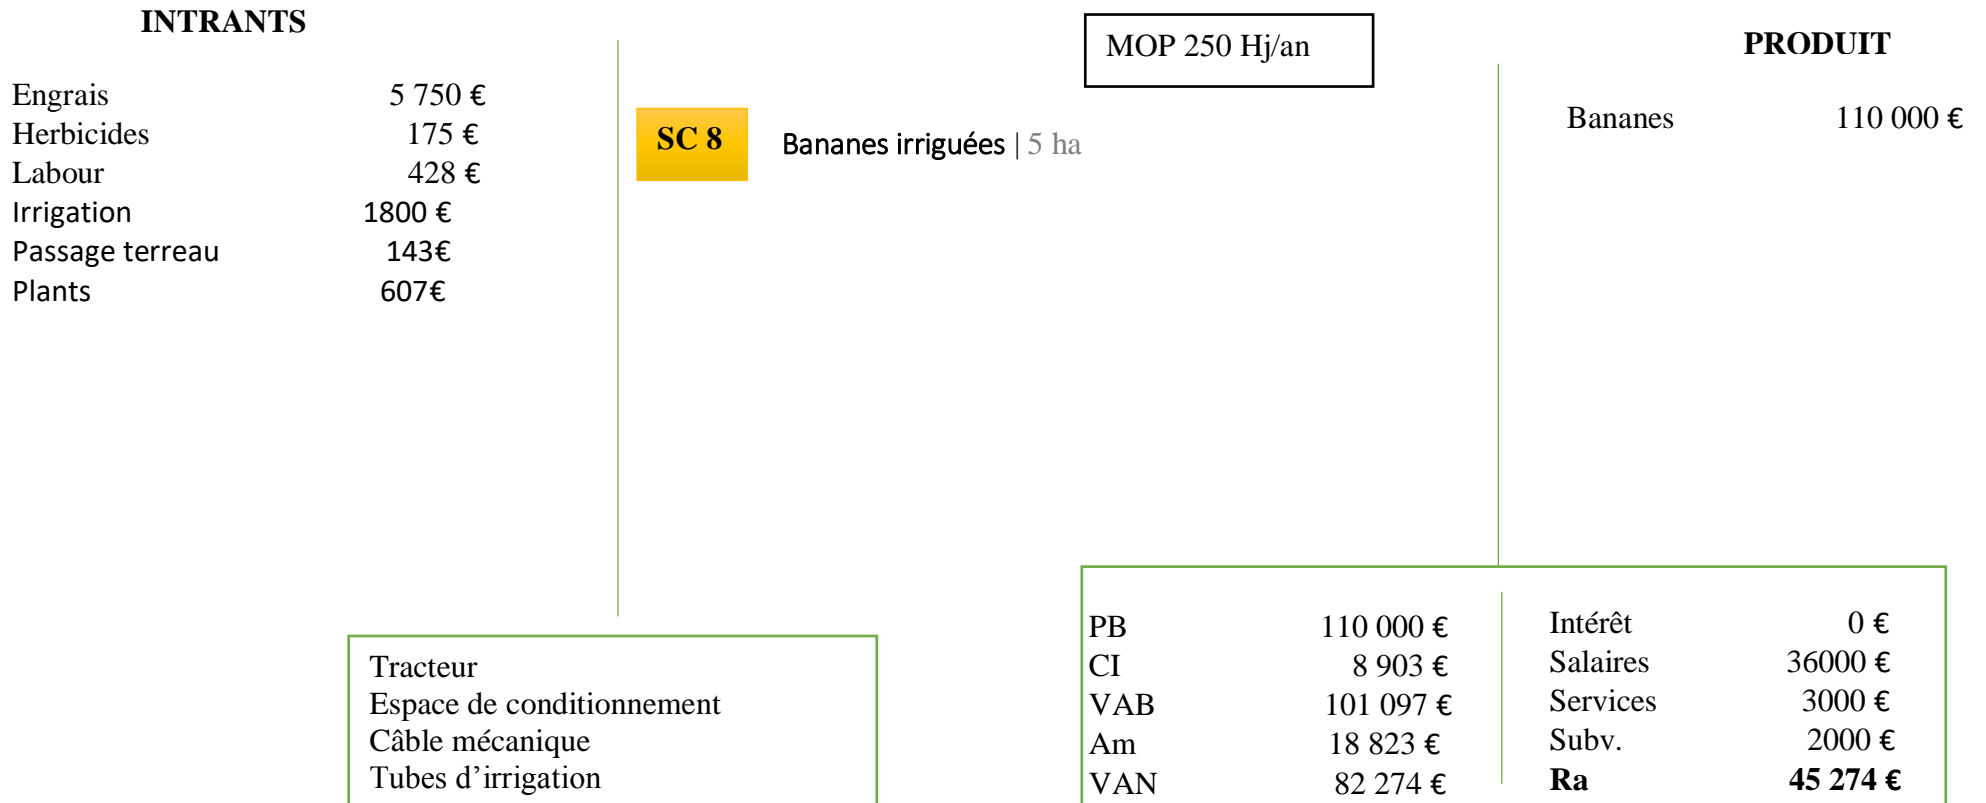 INTRANTS
Engrais 5 750 €
Herbicides 175 €
Labour 428 €
Irrigation 1800 €
Passage terreau 143€
Plants 607€
SC 8
Bananes irriguées | 5 ha
MOP 250 Hj/an
PRODUIT
Bananes 110 000 €
Tracteur
Espace de conditionnement
Câble mécanique
Tubes d’irrigation
PB 110 000 €
CI 8 903 €
VAB 101 097 €
Am 18 823 €
VAN 82 274 €
Intérêt 0 €
Salaires 36000 €
Services 3000 €
Subv. 2000 €
Ra 45 274 €